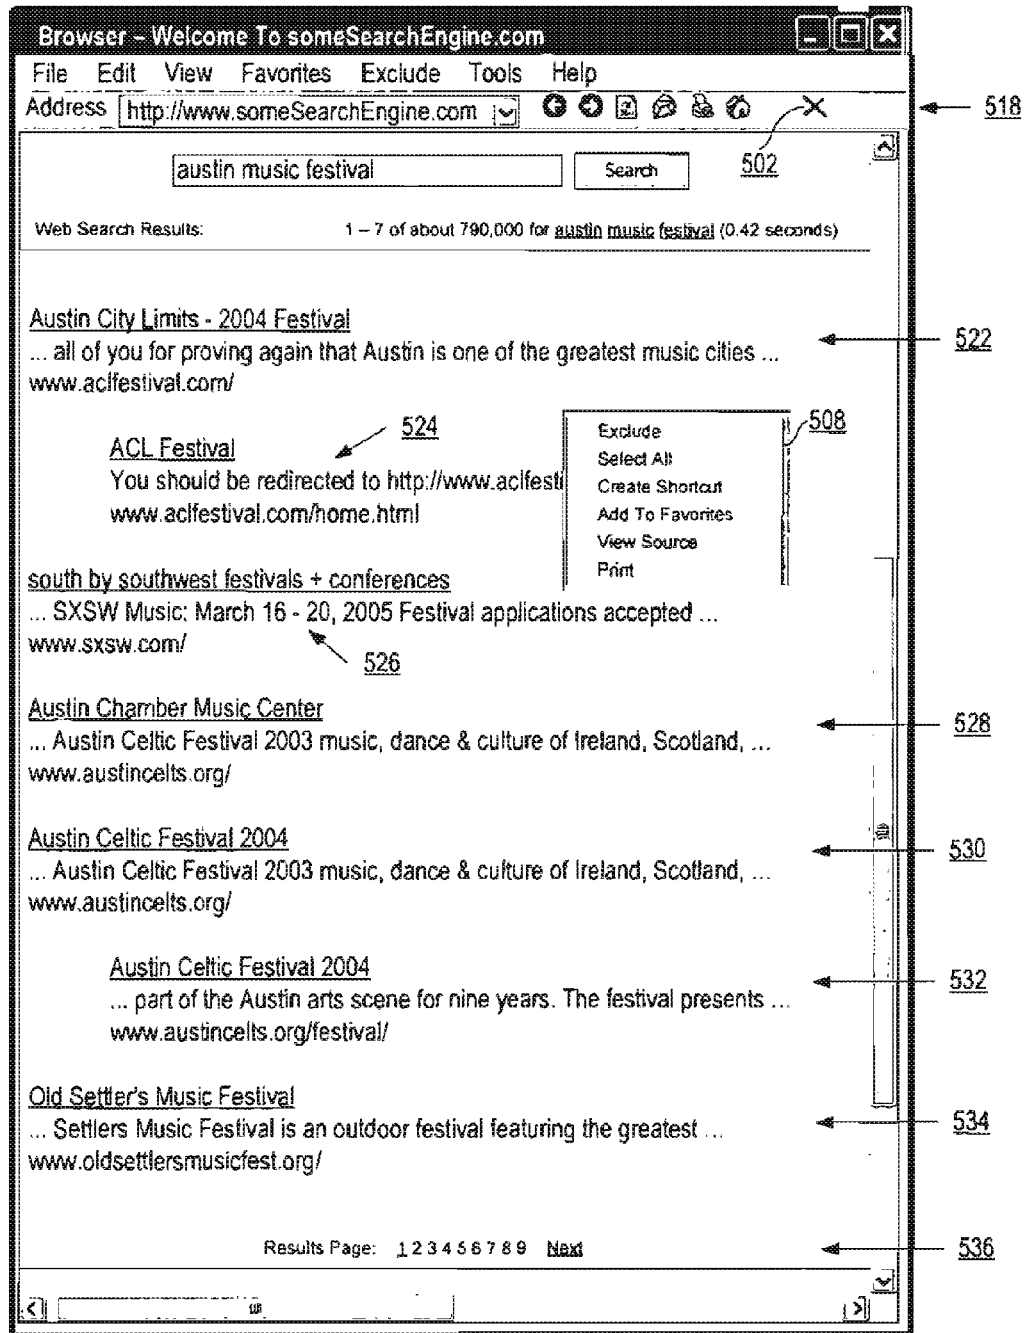 Browser – Welcome To someSearchEngine.com
File Edit View Favorites Exclude Tools Help
Address http://www.someSearchEngine.com
518
502
austin music festival Search
Web Search Results: 1 – 7 of about 790,000 for austin music festival (0.42 seconds)
Austin City Limits - 2004 Festival
... all of you for proving again that Austin is one of the greatest music cities ...
www.aclfestival.com/
522
ACL Festival
You should be redirected to http://www.aclfesti
www.aclfestival.com/home.html
524
Exclude
Select All
Create Shortcut
Add To Favorites
View Source
Print
508
south by southwest festivals + conferences
... SXSW Music: March 16 - 20, 2005 Festival applications accepted ...
www.sxsw.com/
526
Austin Chamber Music Center
... Austin Celtic Festival 2003 music, dance & culture of Ireland, Scotland, ...
www.austincelts.org/
528
Austin Celtic Festival 2004
... Austin Celtic Festival 2003 music, dance & culture of Ireland, Scotland, ...
www.austincelts.org/
530
Austin Celtic Festival 2004
... part of the Austin arts scene for nine years. The festival presents ...
www.austincelts.org/festival/
532
Old Settler's Music Festival
... Settlers Music Festival is an outdoor festival featuring the greatest ...
www.oldsettlersmusicfest.org/
534
Results Page: 1 2 3 4 5 6 7 8 9 Next
536